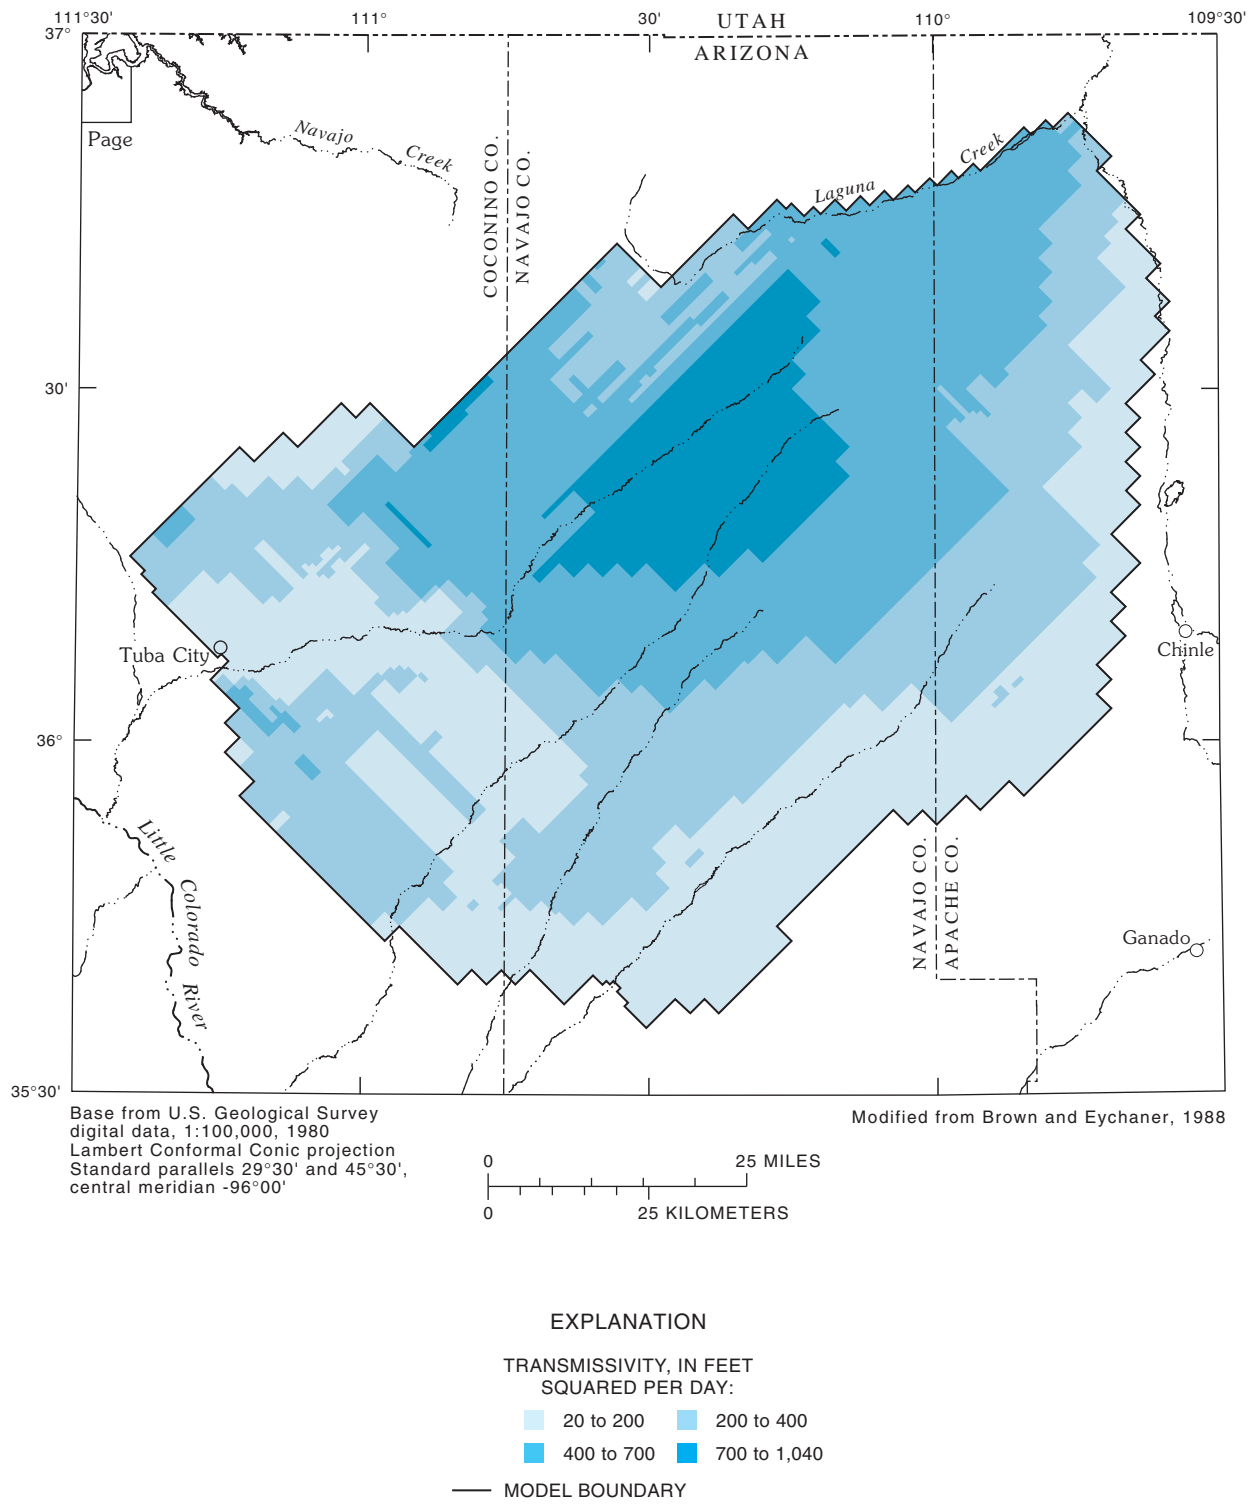 111°30'
111°
30'
UTAH
110°
109°30'
37°
ARIZONA
Page
Navajo
Creek
COCONINO CO.
NAVAJO CO.
Laguna
Creek
30'
Tuba City
Chinle
36°
Little
Colorado
River
NAVAJO CO.
APACHE CO.
Ganado
35°30'
Base from U.S. Geological Survey
digital data, 1:100,000, 1980
Lambert Conformal Conic projection
Standard parallels 29°30' and 45°30',
central meridian -96°00'
Modified from Brown and Eychaner, 1988
0 25 MILES
0 25 KILOMETERS
EXPLANATION
TRANSMISSIVITY, IN FEET
SQUARED PER DAY:
20 to 200 200 to 400
400 to 700 700 to 1,040
MODEL BOUNDARY